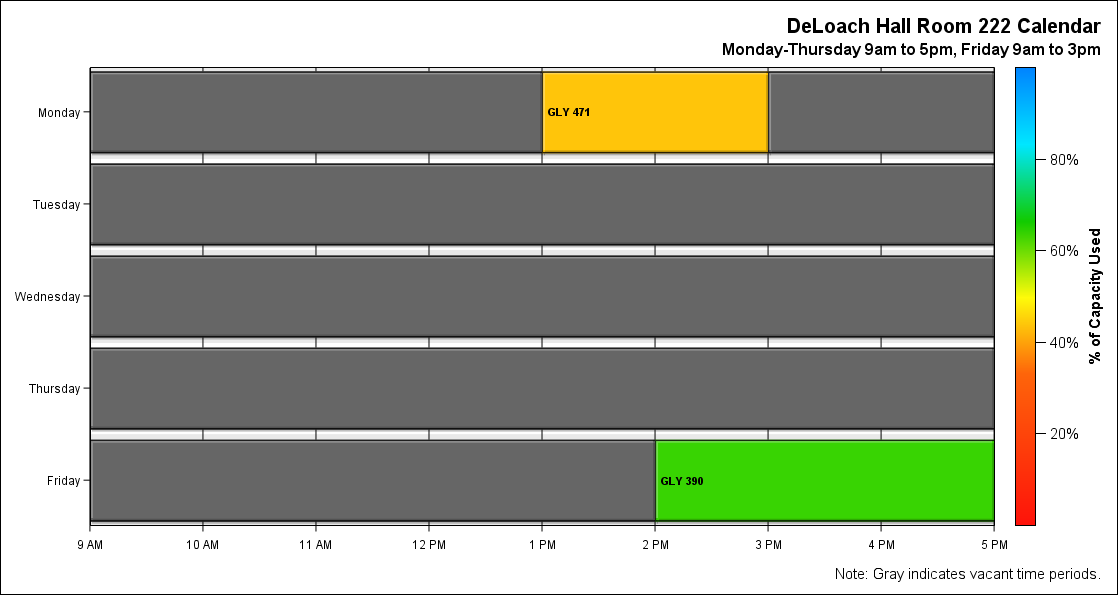 DeLoach Hall Room 222 Calendar
Monday-Thursday 9am to 5pm, Friday 9am to 3pm
Monday
GLY 471
Tuesday
Wednesday
Thursday
Friday
GLY 390
9 AM 10 AM 11 AM 12 PM 1 PM 2 PM 3 PM 4 PM 5 PM
80%
60%
40%
20%
% of Capacity Used
Note: Gray indicates vacant time periods.